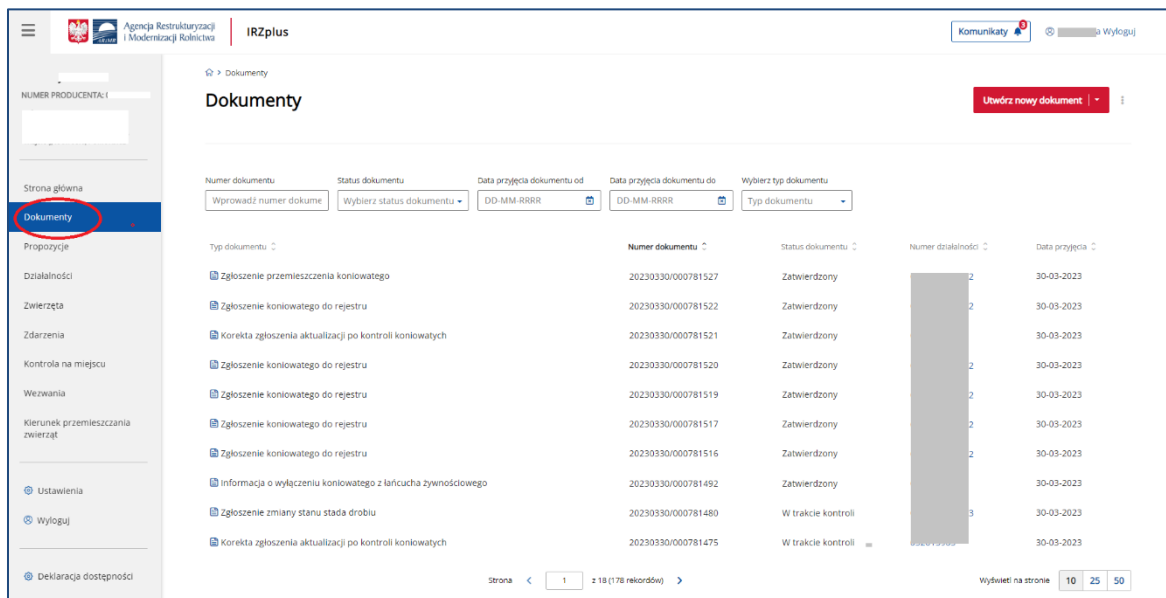 Agencja Restrukturyzacji
i Modernizacji Rolnictwa
IRZplus
Komunikaty 3
a Wyloguj
NUMER PRODUCENTA:
Strona główna
Dokumenty
Propozycje
Działalności
Zwierzęta
Zdarzenia
Kontrola na miejscu
Wezwania
Kierunek przemieszczania
zwierząt
Ustawienia
Wyloguj
Deklaracja dostępności
> Dokumenty
Dokumenty
Utwórz nowy dokument
Numer dokumentu Status dokumentu Data przyjęcia dokumentu od Data przyjęcia dokumentu do Wybierz typ dokumentu
Wprowadź numer dokume Wybierz status dokumentu DD-MM-RRRR DD-MM-RRRR Typ dokumentu
Typ dokumentu Numer dokumentu Status dokumentu Numer działalności Data przyjęcia
Zgłoszenie przemieszczenia koniowatego 20230330/000781527 Zatwierdzony 2 30-03-2023
Zgłoszenie koniowatego do rejestru 20230330/000781522 Zatwierdzony 2 30-03-2023
Korekta zgłoszenia aktualizacji po kontroli koniowatych 20230330/000781521 Zatwierdzony 30-03-2023
Zgłoszenie koniowatego do rejestru 20230330/000781520 Zatwierdzony 2 30-03-2023
Zgłoszenie koniowatego do rejestru 20230330/000781519 Zatwierdzony 2 30-03-2023
Zgłoszenie koniowatego do rejestru 20230330/000781517 Zatwierdzony 2 30-03-2023
Zgłoszenie koniowatego do rejestru 20230330/000781516 Zatwierdzony 2 30-03-2023
Informacja o wyłączeniu koniowatego z łańcucha żywnościowego 20230330/000781492 Zatwierdzony 30-03-2023
Zgłoszenie zmiany stanu stada drobiu 20230330/000781480 W trakcie kontroli 3 30-03-2023
Korekta zgłoszenia aktualizacji po kontroli koniowatych 20230330/000781475 W trakcie kontroli 30-03-2023
Strona < 1 z 18 (178 rekordów) > Wyświetl na stronie 10 25 50